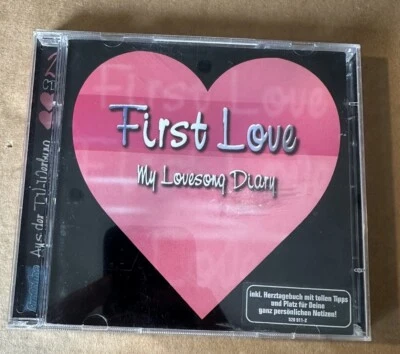 First Love
My Lovesong Diary
inkl. Herztagebuch mit tollen Tipps
und Platz für Deine
ganz persönlichen Notizen!
Aus der TV-Werbung